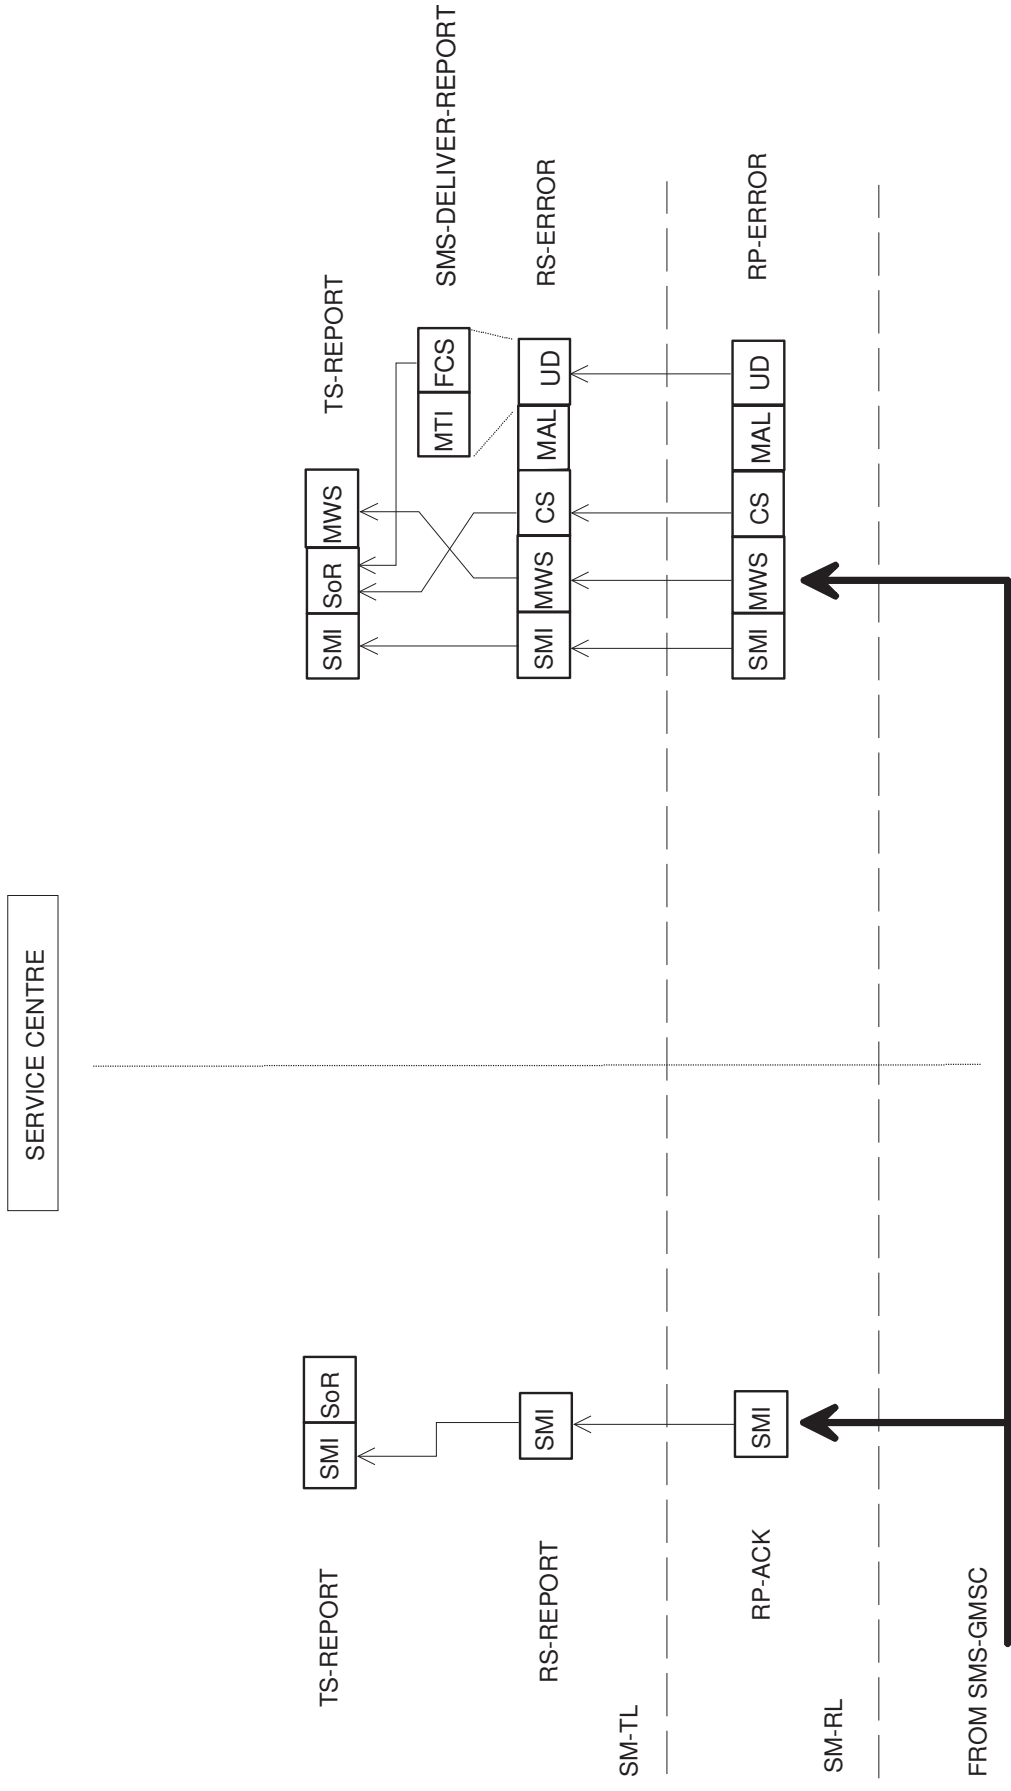 SERVICE CENTRE
TS-REPORT SMI SoR SMI SoR MWS TS-REPORT
MTI FCS SMS-DELIVER-REPORT
RS-REPORT SMI SMI MWS CS MAL UD RS-ERROR
SM-TL
RP-ACK SMI SMI MWS CS MAL UD RP-ERROR
SM-RL
FROM SMS-GMSC